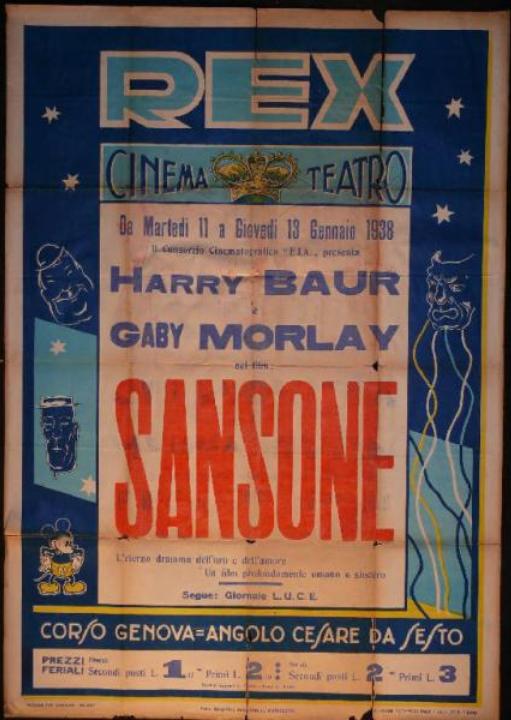 REX
CINEMA TEATRO
Da Martedì 11 a Giovedì 13 Gennaio 1938
Il Consorzio Cinematografico "E.I.A." presenta
HARRY BAUR
e
GABY MORLAY
nel film:
SANSONE
L'eterno dramma dell'oro e dell'amore
Un film profondamente umano e sincero
Segue: Giornale L.U.C.E.
CORSO GENOVA=ANGOLO CESARE DA SESTO
PREZZI FERIALI
Secondi posti L. 1 Primi L. 2
Secondi posti L. 2 Primi L. 3